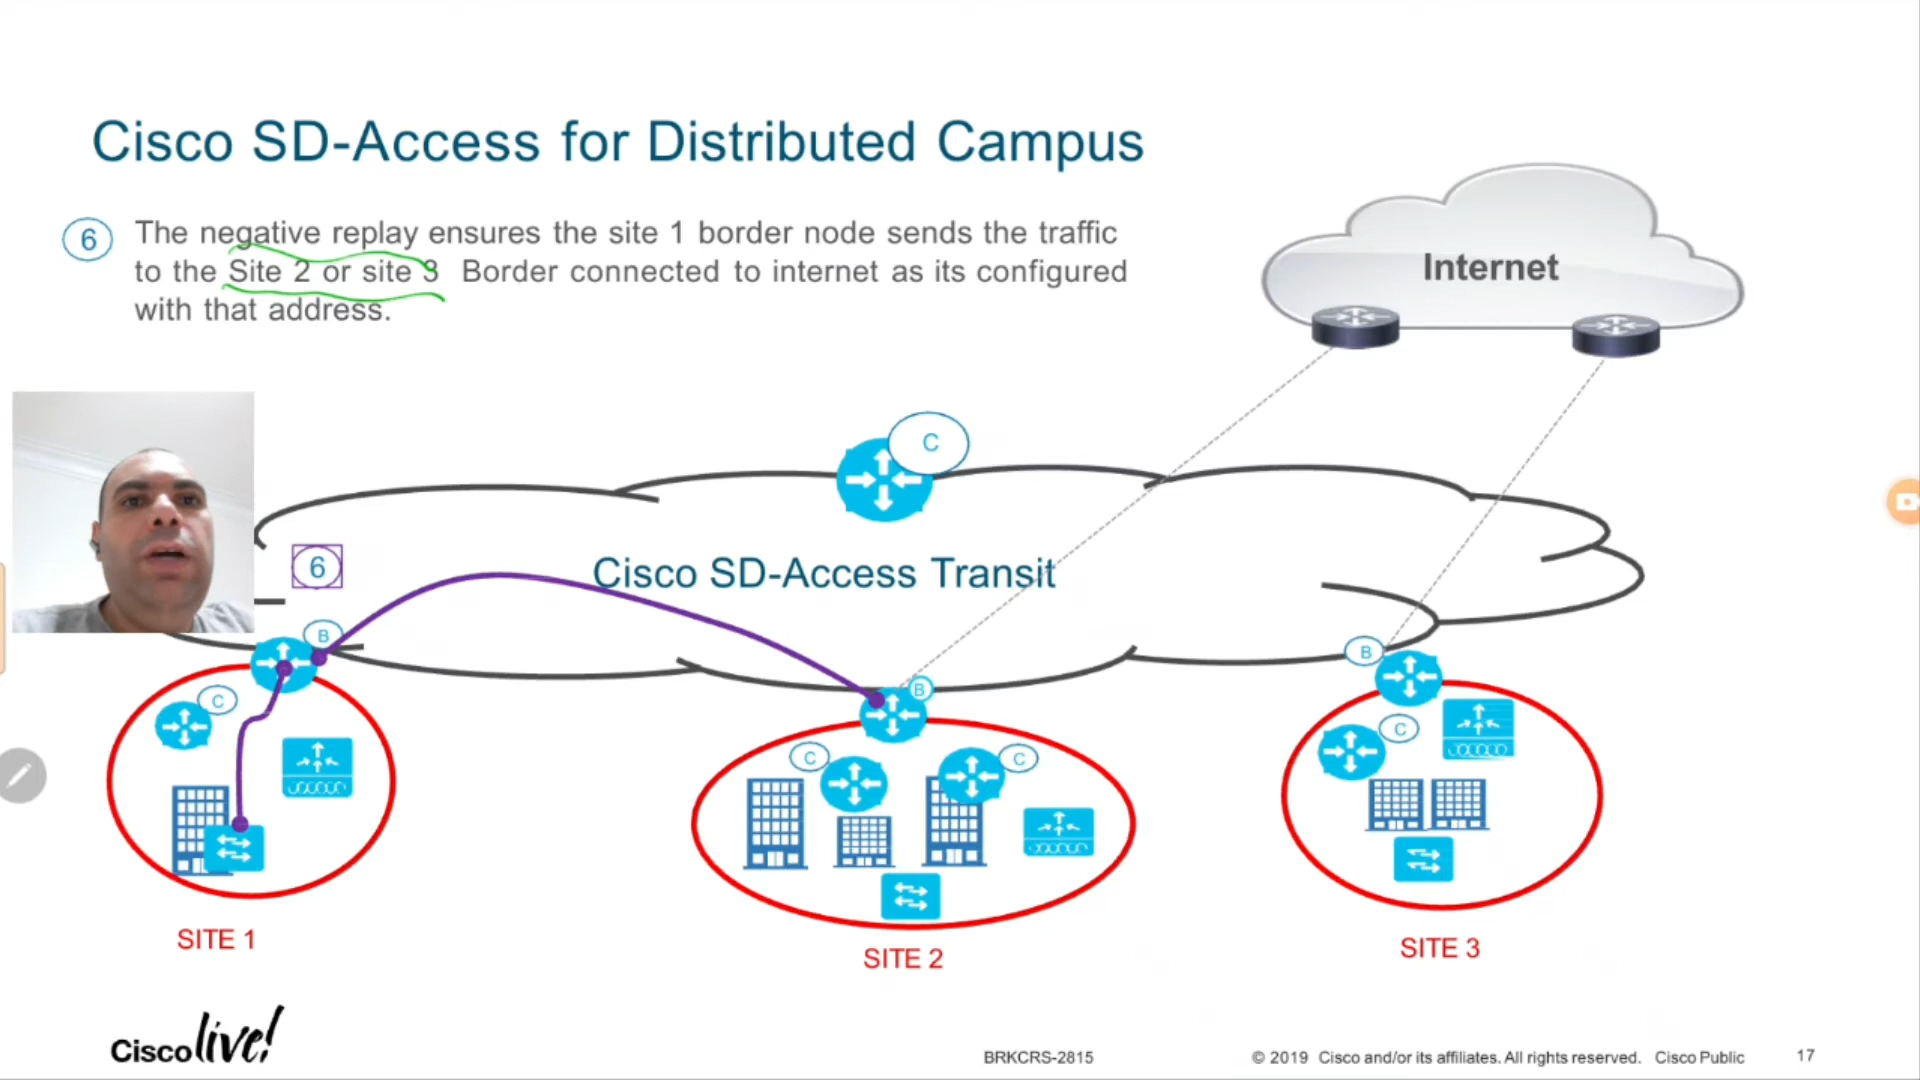 Cisco SD-Access for Distributed Campus
6
The negative replay ensures the site 1 border node sends the traffic
to the Site 2 or site 3 Border connected to internet as its configured
with that address.
Internet
C
6
Cisco SD-Access Transit
B
B
B
C
C
C
C
SITE 1
SITE 2
SITE 3
Cisco live!
BRKCRS-2815
© 2019 Cisco and/or its affiliates. All rights reserved. Cisco Public
17